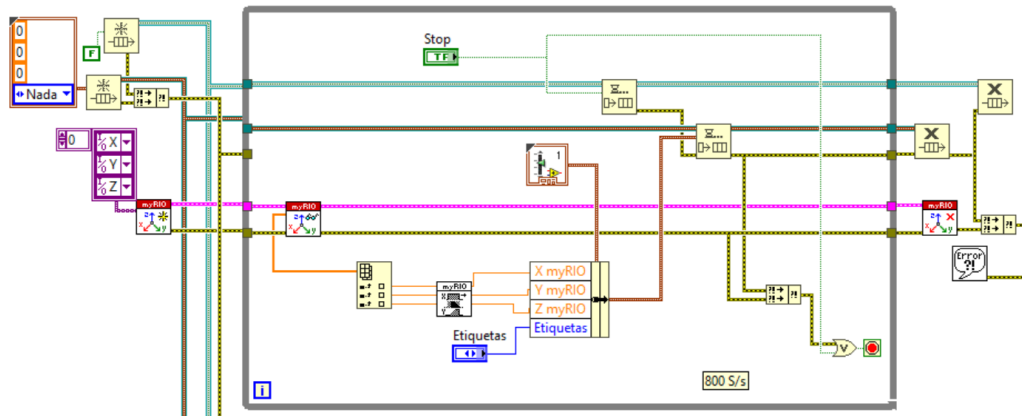 0
0
0
Nada
F
?!
?!
?!
0
I/O X
I/O Y
I/O Z
myRIO
z
x
y
Stop
TF
1
myRIO
z
x
y
myRIO
X
Y
X myRIO
Y myRIO
Z myRIO
Etiquetas
Etiquetas
?!
?!
?!
V
i
800 S/s
X
X
myRIO
z
x
y
?!
?!
?!
Error
?!